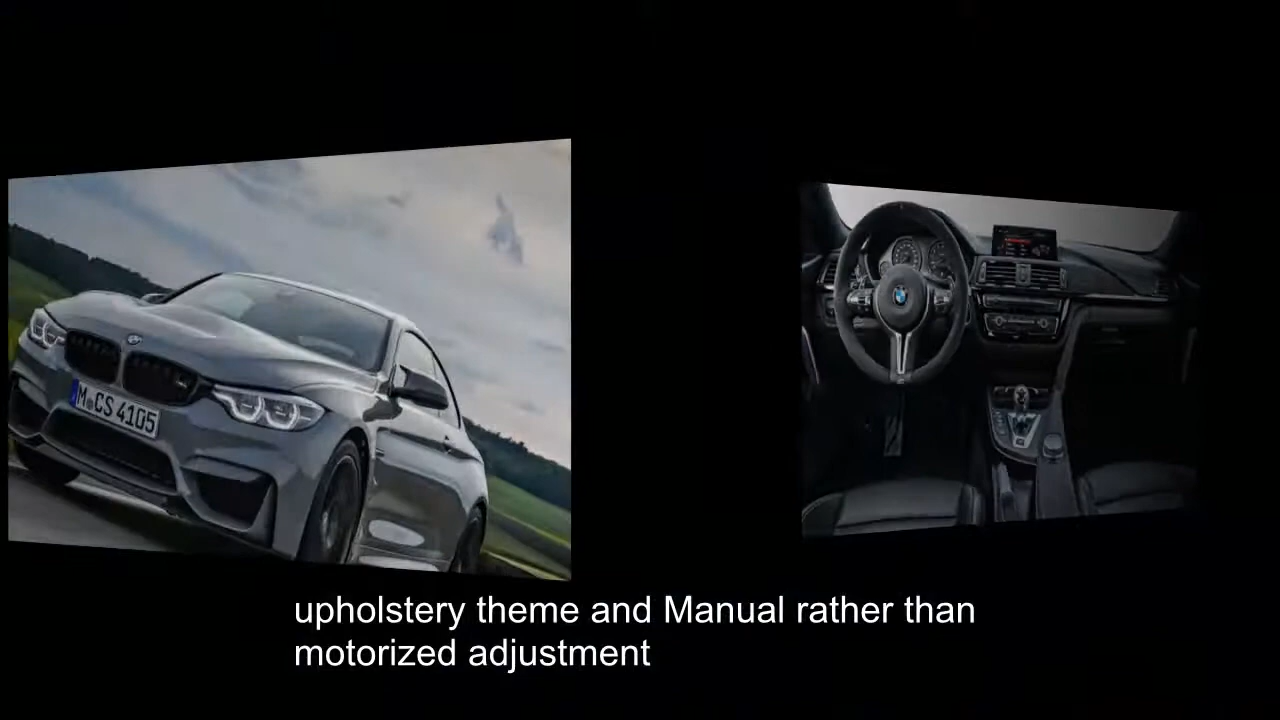 M CS 4105
upholstery theme and Manual rather than
motorized adjustment